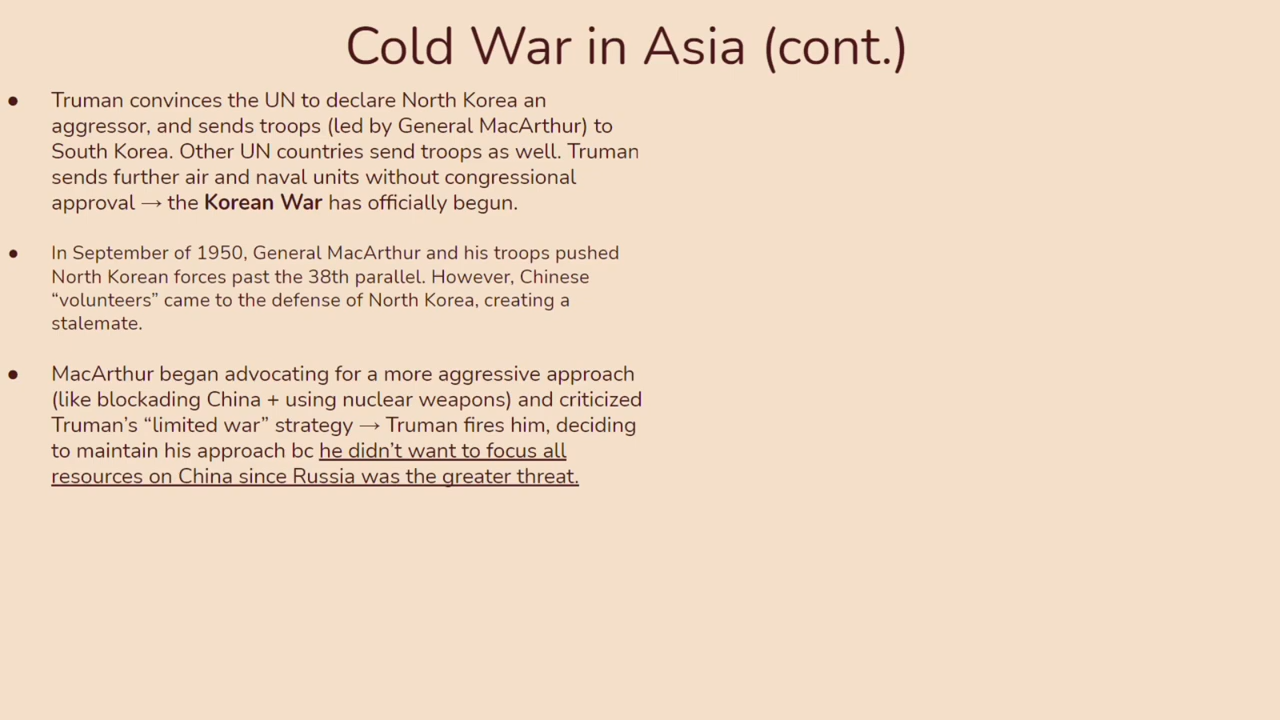 Cold War in Asia (cont.)
● Truman convinces the UN to declare North Korea an
aggressor, and sends troops (led by General MacArthur) to
South Korea. Other UN countries send troops as well. Truman
sends further air and naval units without congressional
approval → the Korean War has officially begun.
● In September of 1950, General MacArthur and his troops pushed
North Korean forces past the 38th parallel. However, Chinese
“volunteers” came to the defense of North Korea, creating a
stalemate.
● MacArthur began advocating for a more aggressive approach
(like blockading China + using nuclear weapons) and criticized
Truman’s “limited war” strategy → Truman fires him, deciding
to maintain his approach bc he didn’t want to focus all
resources on China since Russia was the greater threat.